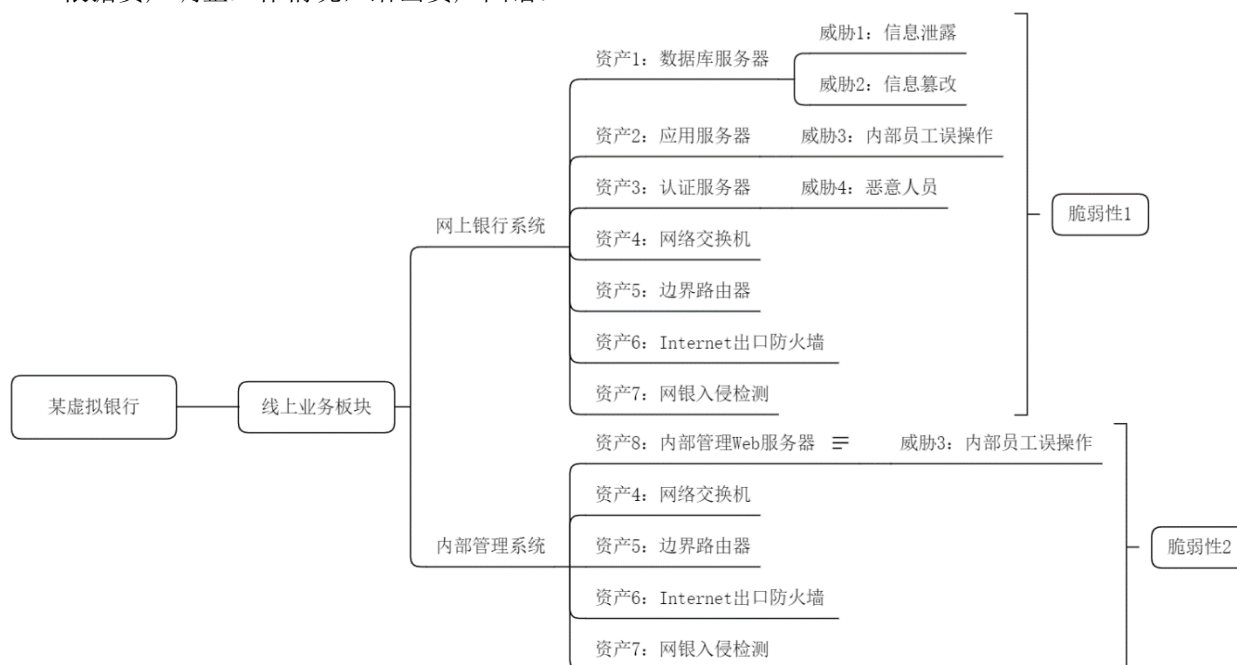 资产1：数据库服务器
威胁1：信息泄露
威胁2：信息篡改
资产2：应用服务器
威胁3：内部员工误操作
资产3：认证服务器
威胁4：恶意人员
网上银行系统
资产4：网络交换机
脆弱性1
资产5：边界路由器
资产6：Internet出口防火墙
资产7：网银入侵检测
某虚拟银行
线上业务板块
资产8：内部管理Web服务器
威胁3：内部员工误操作
资产4：网络交换机
内部管理系统
资产5：边界路由器
脆弱性2
资产6：Internet出口防火墙
资产7：网银入侵检测